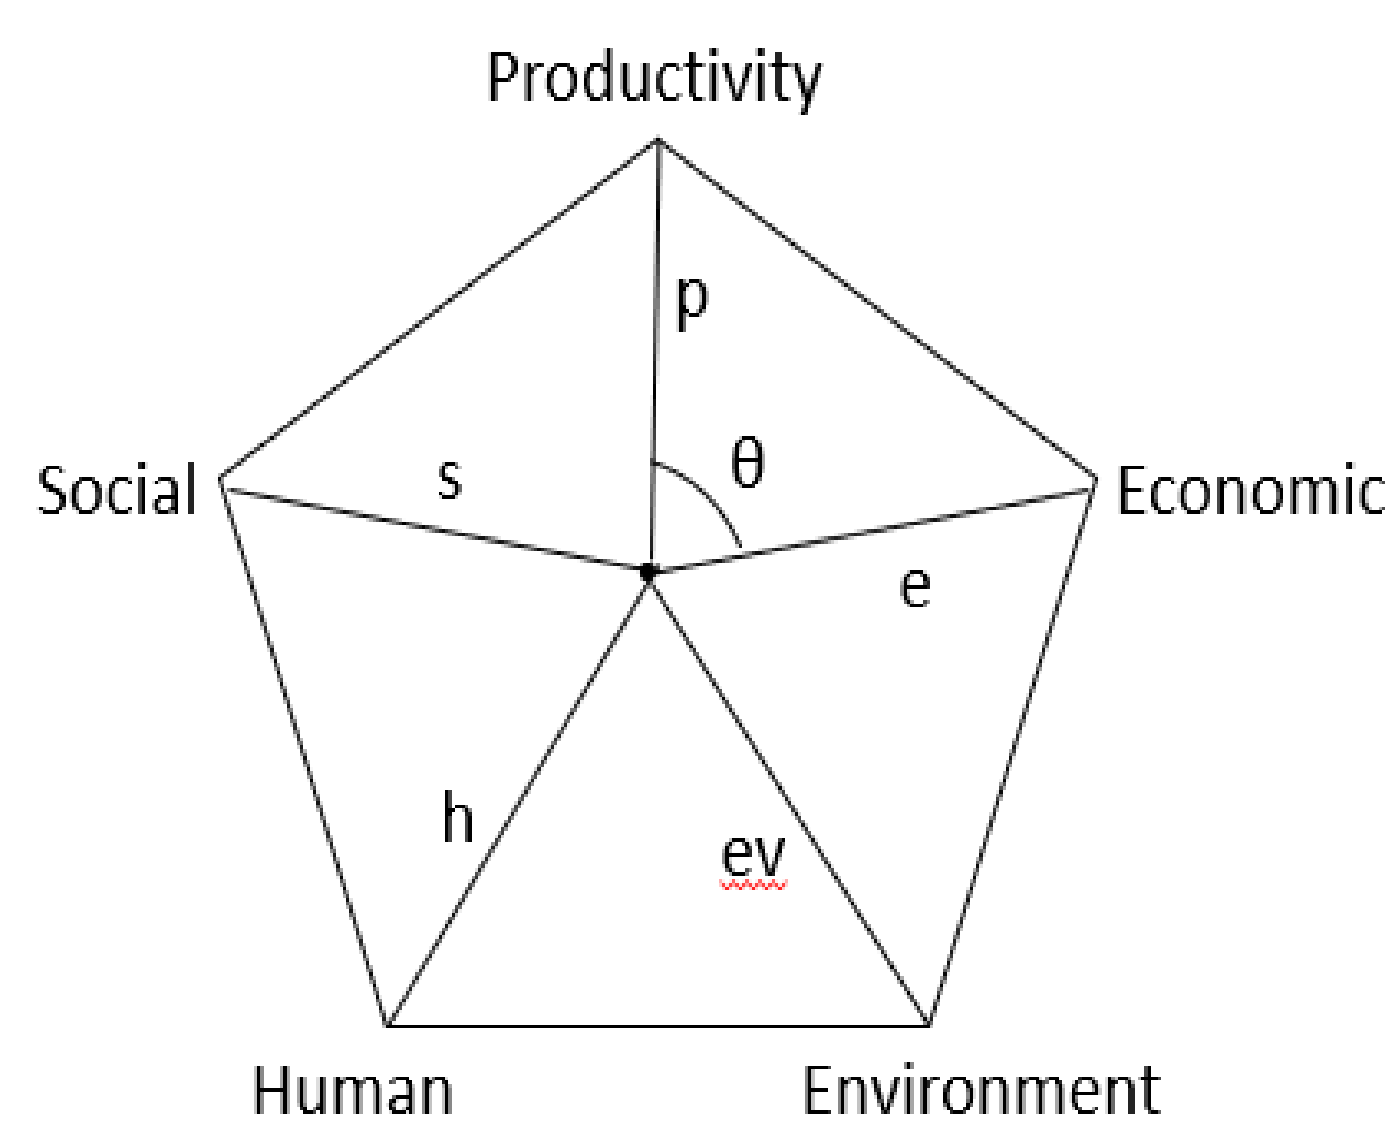 Productivity
p
θ
Social
s
Economic
e
h
ev
Human
Environment